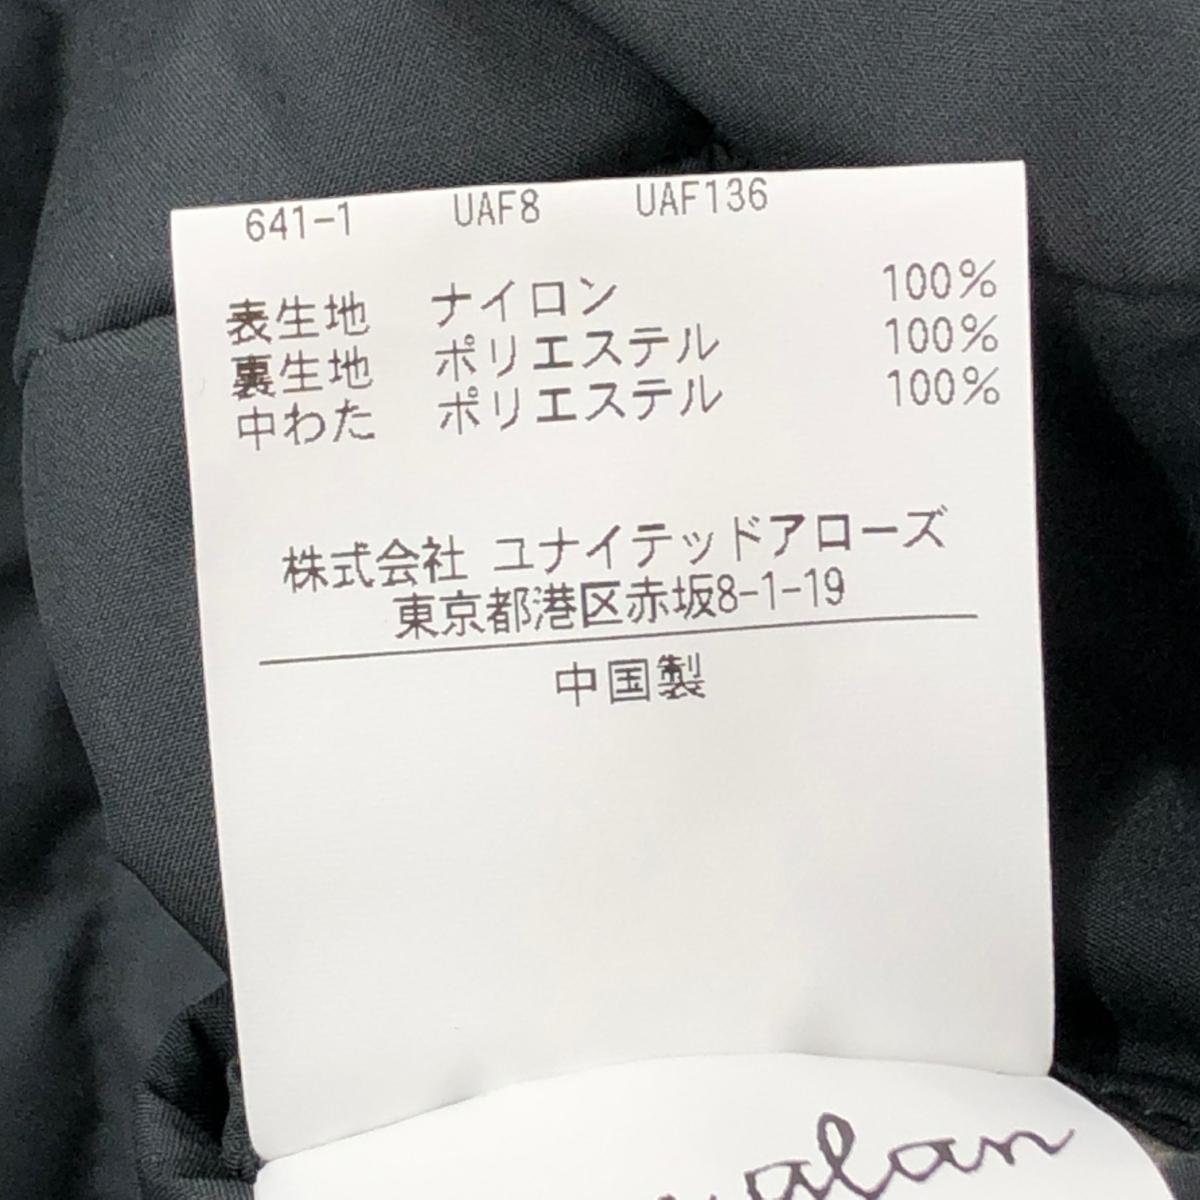 641-1 UAF8 UAF136
表生地 ナイロン 100%
裏生地 ポリエステル 100%
中わた ポリエステル 100%
株式会社 ユナイテッドアローズ
東京都港区赤坂8-1-19
中国製